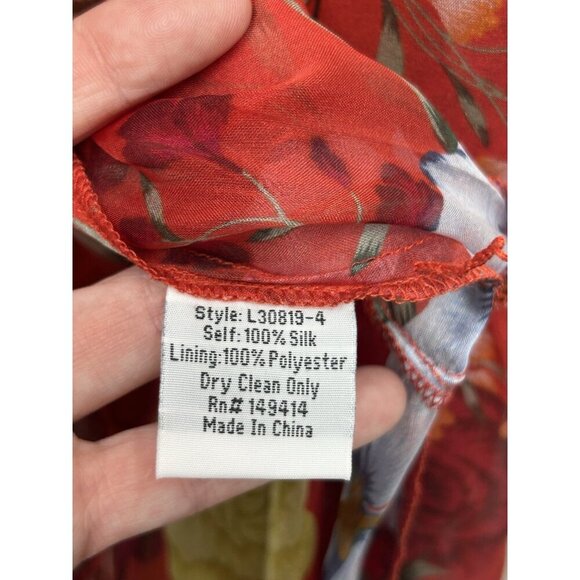 Style: L30819-4
Self: 100% Silk
Lining:100% Polyester
Dry Clean Only
Rn# 149414
Made In China